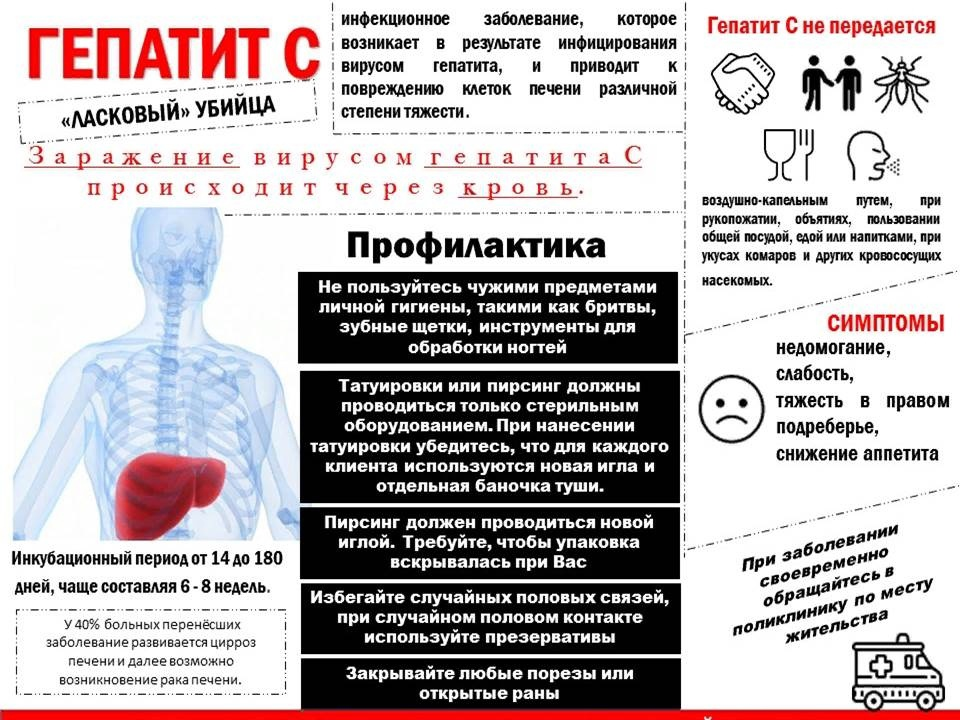 ГЕПАТИТ С
«ЛАСКОВЫЙ» УБИЙЦА
инфекционное заболевание, которое
возникает в результате инфицирования
вирусом гепатита, и приводит к
повреждению клеток печени различной
степени тяжести.
Заражение вирусом гепатита С
происходит через кровь.
Гепатит С не передается
воздушно-капельным путем, при
рукопожатии, объятиях, пользовании
общей посудой, едой или напитками, при
укусах комаров и других кровососущих
насекомых.
Профилактика
Не пользуйтесь чужими предметами
личной гигиены, такими как бритвы,
зубные щетки, инструменты для
обработки ногтей
Татуировки или пирсинг должны
проводиться только стерильным
оборудованием. При нанесении
татуировки убедитесь, что для каждого
клиента используются новая игла и
отдельная баночка туши.
Пирсинг должен проводиться новой
иглой. Требуйте, чтобы упаковка
вскрывалась при Вас
Избегайте случайных половых связей,
при случайном половом контакте
используйте презервативы
Закрывайте любые порезы или
открытые раны
СИМПТОМЫ
недомогание,
слабость,
тяжесть в правом
подреберье,
снижение аппетита
Инкубационный период от 14 до 180
дней, чаще составляя 6 - 8 недель.
У 40% больных перенёсших
заболевание развивается цирроз
печени и далее возможно
возникновение рака печени.
При заболевании
своевременно
обращайтесь в
поликлинику по месту
жительства